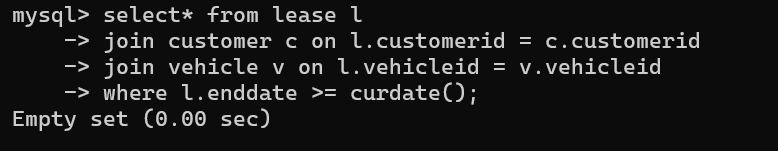 mysql> select* from lease l
    -> join customer c on l.customerid = c.customerid
    -> join vehicle v on l.vehicleid = v.vehicleid
    -> where l.enddate >= curdate();
Empty set (0.00 sec)